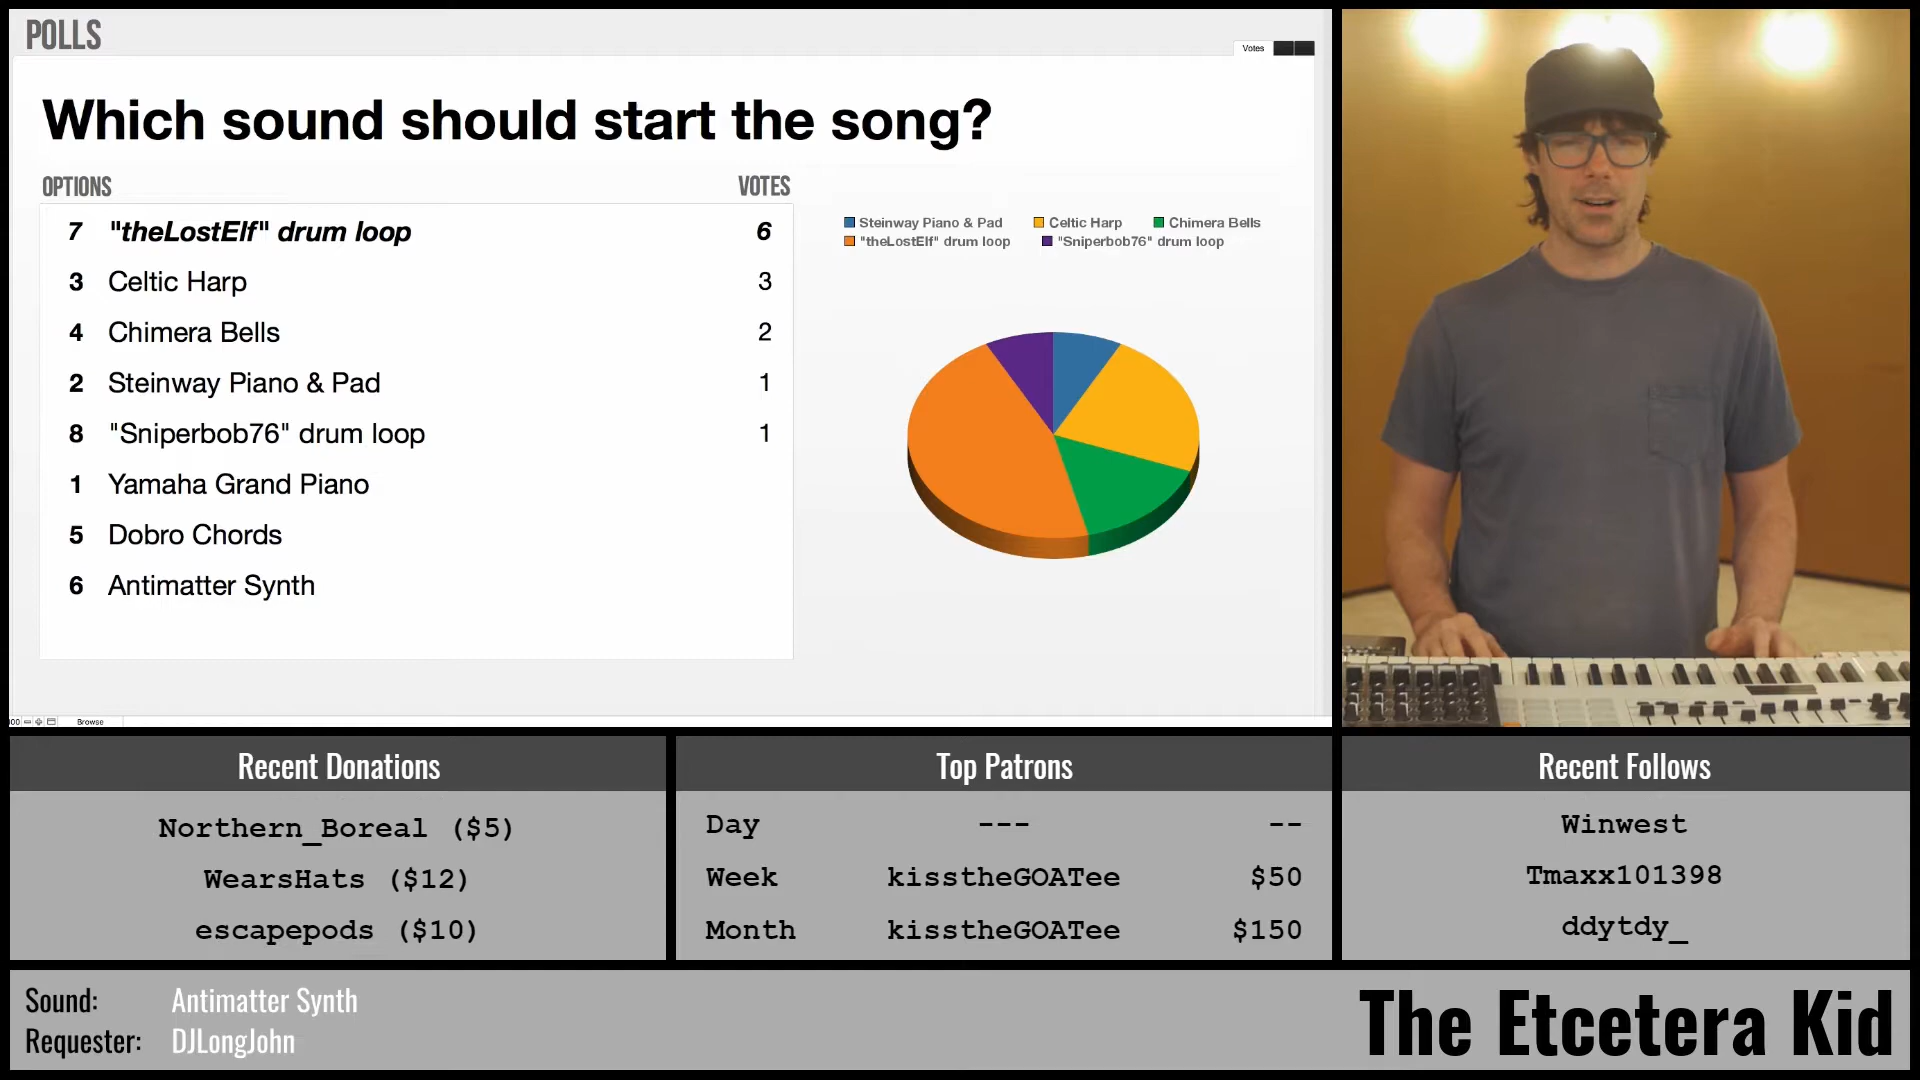 POLLS
Votes
Which sound should start the song?
OPTIONS VOTES
7 "theLostElf" drum loop 6
3 Celtic Harp 3
4 Chimera Bells 2
2 Steinway Piano & Pad 1
8 "Sniperbob76" drum loop 1
1 Yamaha Grand Piano
5 Dobro Chords
6 Antimatter Synth
Steinway Piano & Pad Celtic Harp Chimera Bells
"theLostElf" drum loop "Sniperbob76" drum loop
Browse
Recent Donations
Northern_Boreal ($5)
WearsHats ($12)
escapepods ($10)
Top Patrons
Day --- --
Week kisstheGOATee $50
Month kisstheGOATee $150
Recent Follows
Winwest
Tmaxx101398
ddytdy_
Sound: Antimatter Synth
Requester: DJLongJohn
The Etcetera Kid